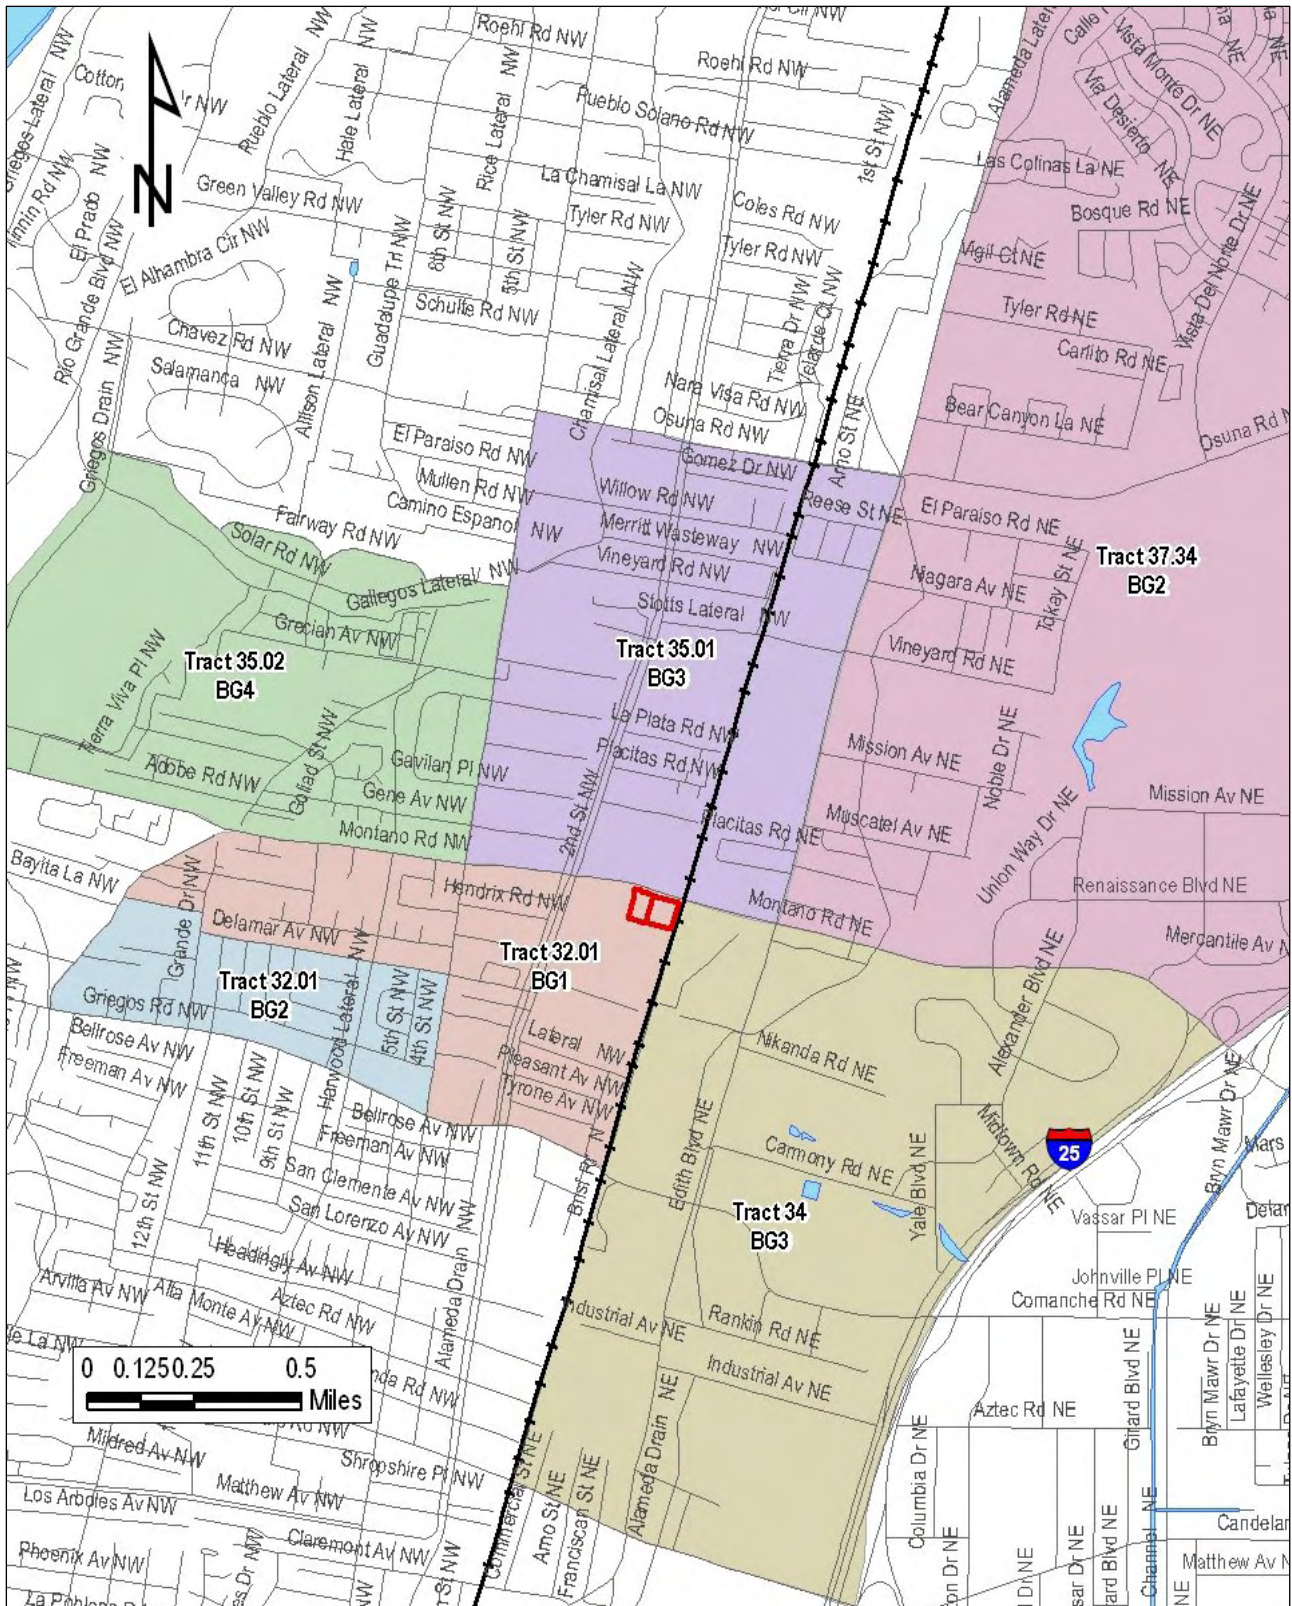 Roehl Rd NW
Roehl Rd NW
Alameda Lateral
Calle
Vista Monte Dr NE
NE
NE
Griegos Lateral NW
Cotton
Pueblo Lateral NW
Hale Lateral NW
Rice Lateral NW
Pueblo Solano Rd NW
1st St NW
Via Desierto NE
N
Green Valley Rd NW
La Chamisal La NW
Las Colinas La NE
Coles Rd NW
Bosque Rd NE
El Prado NW
El Alhambra Cir NW
8th St NW
5th St NW
Tyler Rd NW
Tyler Rd NW
Vigil Ct NE
Rio Grande Blvd NW
Guadalupe Trl NW
Schulte Rd NW
Chamisal Lateral NW
Tierra Dr NW
Velarde Ct NW
Tyler Rd NE
Vista Del Norte Dr NE
Chavez Rd NW
Carlito Rd NE
Salamanca NW
Allison Lateral NW
Nara Visa Rd NW
Osuna Rd NW
Arno St NE
Bear Canyon La NE
Osuna Rd N
Griegos Drain NW
El Paraiso Rd NW
Gomez Dr NW
Mullen Rd NW
Willow Rd NW
Reese St NE
El Paraiso Rd NE
Camino Espanol NW
Merritt Wasteway NW
Fairway Rd NW
Solar Rd NW
Vineyard Rd NW
Tract 37.34
BG2
Gallegos Lateral NW
Niagara Av NE
Tokay St NE
Stotts Lateral NW
Grecian Av NW
Tract 35.02
BG4
Tract 35.01
BG3
Vineyard Rd NE
Tierra Viva Pl NW
La Plata Rd NW
Goliad St NW
Placitas Rd NW
Mission Av NE
Noble Dr NE
Adobe Rd NW
Gavilan Pl NW
Gene Av NW
2nd St NW
Mission Av NE
Montano Rd NW
Placitas Rd NE
Muscatel Av NE
Union Way Dr NE
Bayita La NW
Hendrix Rd NW
Renaissance Blvd NE
Grande Dr NW
Delamar Av NW
Montano Rd NE
Mercantile Av N
Tract 32.01
BG1
Tract 32.01
BG2
Griegos Rd NW
Harwood Lateral NW
5th St NW
4th St NW
Alexander Blvd NE
Bellrose Av NW
Freeman Av NW
Lateral NW
Pleasant Av NW
Tyrone Av NW
Nikanda Rd NE
11th St NW
10th St NW
9th St NW
Bellrose Av NW
Freeman Av NW
Edith Blvd NE
Midtown Rd NE
25
Bryn Mawr Dr NE
Mars
12th St NW
San Clemente Av NW
San Lorenzo Av NW
Carmony Rd NE
Yale Blvd NE
Tract 34
BG3
Vassar Pl NE
Headingly Av NW
Arvilla Av NW
Alta Monte Av NW
Aztec Rd NW
Alameda Drain NW
Johnville Pl NE
Comanche Rd NE
Industrial Av NE
Rankin Rd NE
Industrial Av NE
0 0.125 0.25 0.5
Miles
Rd NW
Girard Blvd NE
Bryn Mawr Dr NE
Lafayette Dr NE
Wellesley Dr NE
Aztec Rd NE
Mildred Av NW
Shropshire Pl NW
Matthew Av NW
Los Arboles Av NW
Commercial St NE
Arno St NE
Franciscan St NE
Alameda Drain NE
Columbia Dr NE
Channel NE
Claremont Av NW
Phoenix Av NW
Matthew Av N